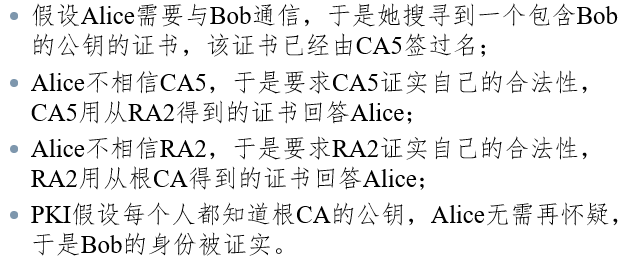 • 假设Alice需要与Bob通信，于是她搜寻到一个包含Bob
的公钥的证书，该证书已经由CA5签过名；
• Alice不相信CA5，于是要求CA5证实自己的合法性，
CA5用从RA2得到的证书回答Alice；
• Alice不相信RA2，于是要求RA2证实自己的合法性，
RA2用从根CA得到的证书回答Alice；
• PKI假设每个人都知道根CA的公钥，Alice无需再怀疑，
于是Bob的身份被证实。